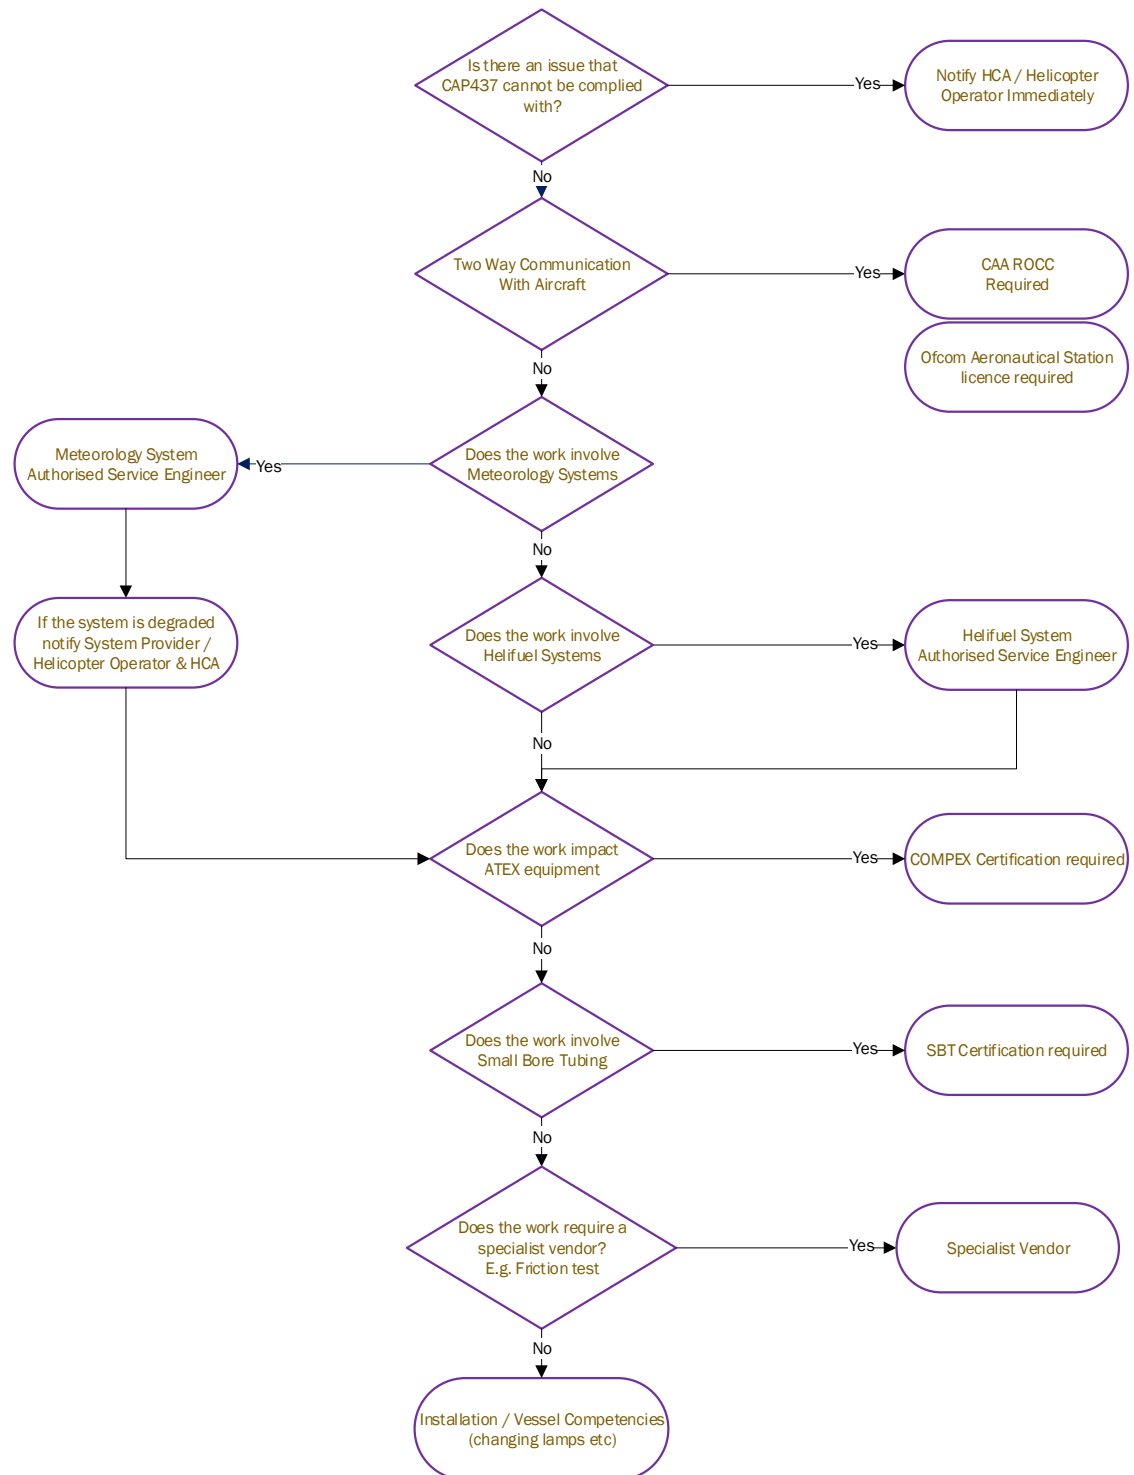 Is there an issue that
CAP437 cannot be complied
with?
Yes
Notify HCA / Helicopter
Operator Immediately
No
Two Way Communication
With Aircraft
Yes
CAA ROCC
Required
Ofcom Aeronautical Station
licence required
No
Meteorology System
Authorised Service Engineer
Yes
Does the work involve
Meteorology Systems
No
If the system is degraded
notify System Provider /
Helicopter Operator & HCA
Does the work involve
Helifuel Systems
Yes
Helifuel System
Authorised Service Engineer
No
Does the work impact
ATEX equipment
Yes
COMPEX Certification required
No
Does the work involve
Small Bore Tubing
Yes
SBT Certification required
No
Does the work require a
specialist vendor?
E.g. Friction test
Yes
Specialist Vendor
No
Installation / Vessel Competencies
(changing lamps etc)